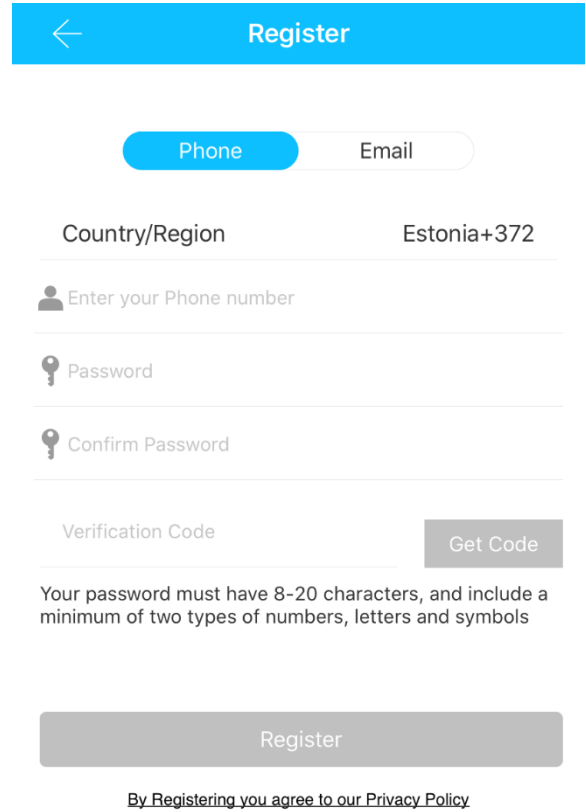 Register
Phone
Email
Country/Region
Estonia+372
Enter your Phone number
Password
Confirm Password
Verification Code
Get Code
Your password must have 8-20 characters, and include a
minimum of two types of numbers, letters and symbols
Register
By Registering you agree to our Privacy Policy